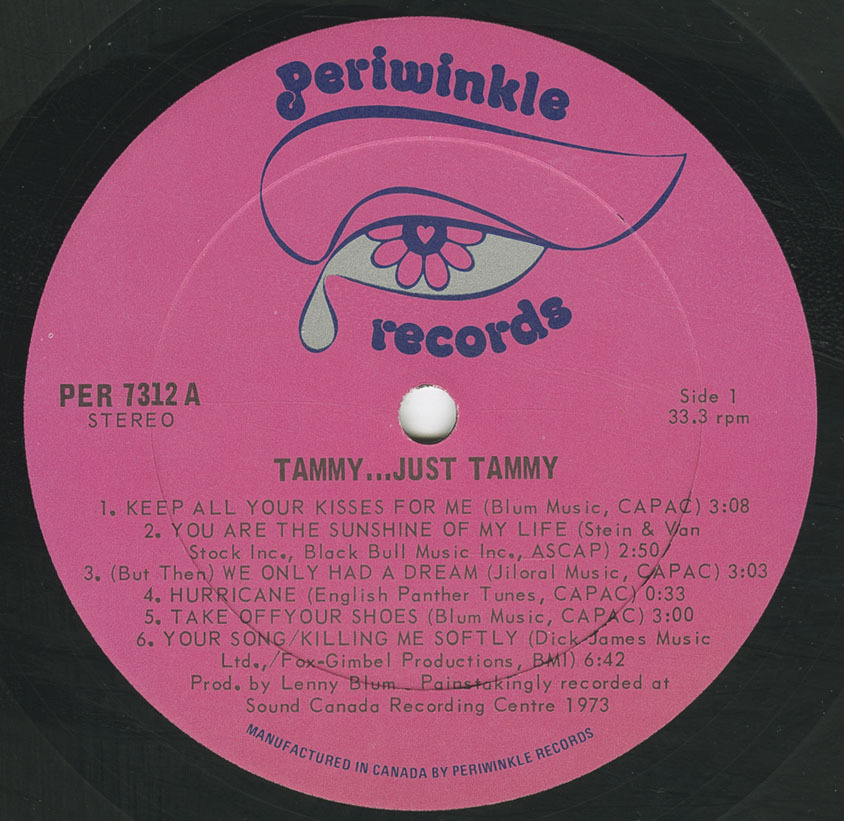 periwinkle
records
PER 7312 A
STEREO
Side 1
33.3 rpm
TAMMY...JUST TAMMY
1. KEEP ALL YOUR KISSES FOR ME (Blum Music, CAPAC) 3:08
2. YOU ARE THE SUNSHINE OF MY LIFE (Stein & Van
Stock Inc., Black Bull Music Inc., ASCAP) 2:50/
3. (But Then) WE ONLY HAD A DREAM (Jiloral Music, CAPAC) 3:03
4. HURRICANE (English Panther Tunes, CAPAC) 0:33
5. TAKE OFFYOUR SHOES (Blum Music, CAPAC) 3:00
6. YOUR SONG/KILLING ME SOFTLY (Dick James Music
Ltd.,/Fox-Gimbel Productions, BMI) 6:42
Prod. by Lenny Blum Painstakingly recorded at
Sound Canada Recording Centre 1973
MANUFACTURED IN CANADA BY PERIWINKLE RECORDS